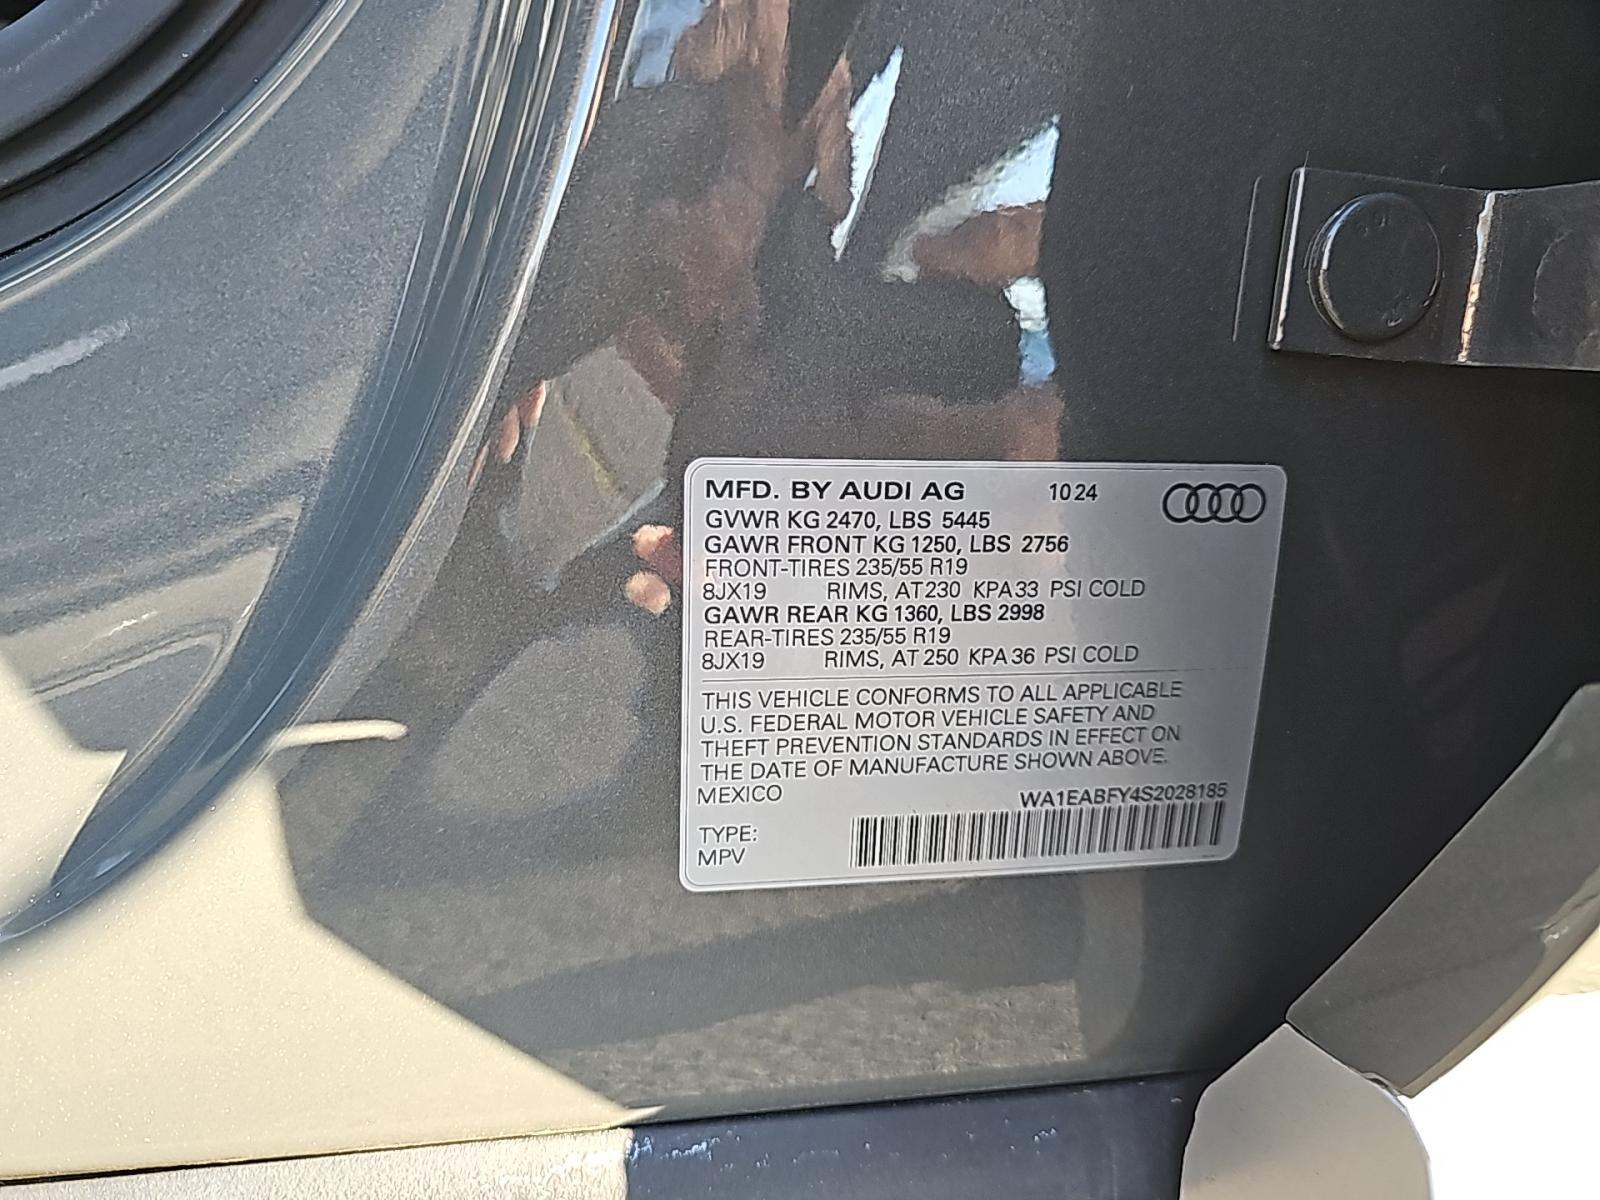 MFD. BY AUDI AG 10 24
GVWR KG 2470, LBS 5445
GAWR FRONT KG 1250, LBS 2756
FRONT-TIRES 235/55 R19
8JX19 RIMS, AT 230 KPA 33 PSI COLD
GAWR REAR KG 1360, LBS 2998
REAR-TIRES 235/55 R19
8JX19 RIMS, AT 250 KPA 36 PSI COLD
THIS VEHICLE CONFORMS TO ALL APPLICABLE
U.S. FEDERAL MOTOR VEHICLE SAFETY AND
THEFT PREVENTION STANDARDS IN EFFECT ON
THE DATE OF MANUFACTURE SHOWN ABOVE.
MEXICO WA1EABFY4S2028185
TYPE:
MPV